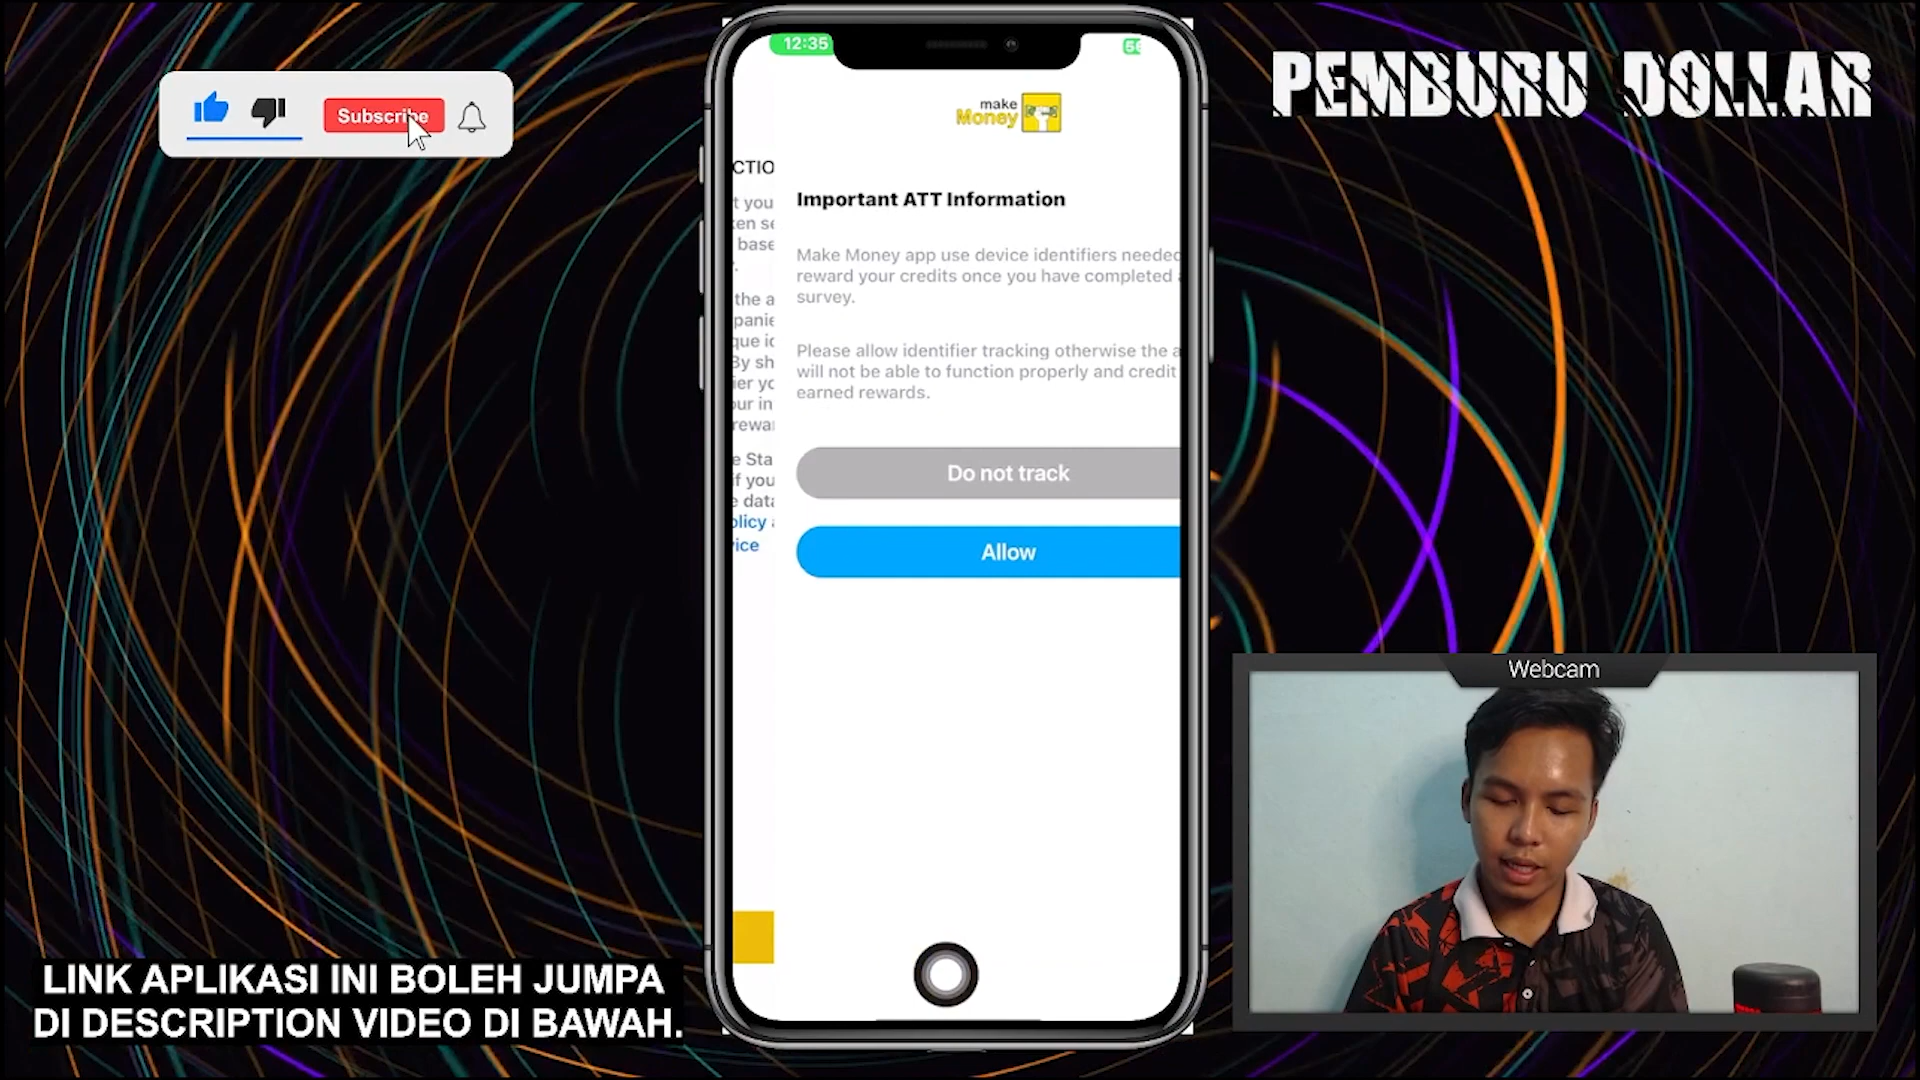 Subscribe
PEMBURU DOLLAR
12:35
make
Money
Important ATT Information
Make Money app use device identifiers needed
reward your credits once you have completed
survey.
Please allow identifier tracking otherwise the
will not be able to function properly and credit
earned rewards.
Do not track
Allow
Webcam
LINK APLIKASI INI BOLEH JUMPA
DI DESCRIPTION VIDEO DI BAWAH.